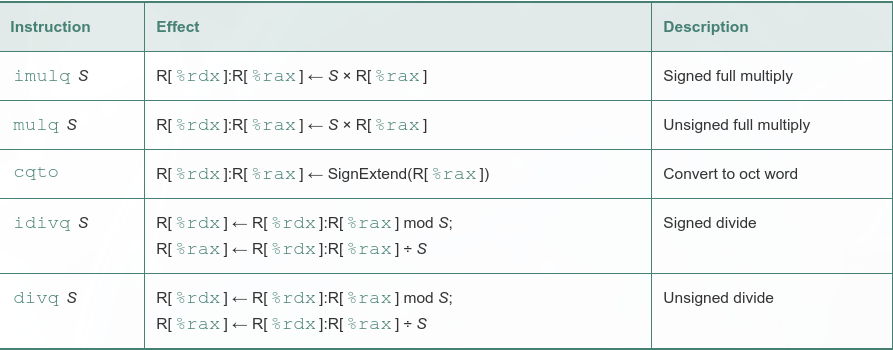 Instruction Effect Description
imulq S R[ %rdx ]:R[ %rax ] ← S × R[ %rax ] Signed full multiply
mulq S R[ %rdx ]:R[ %rax ] ← S × R[ %rax ] Unsigned full multiply
cqto R[ %rdx ]:R[ %rax ] ← SignExtend(R[ %rax ]) Convert to oct word
idivq S R[ %rdx ] ← R[ %rdx ]:R[ %rax ] mod S; Signed divide
R[ %rax ] ← R[ %rdx ]:R[ %rax ] ÷ S
divq S R[ %rdx ] ← R[ %rdx ]:R[ %rax ] mod S; Unsigned divide
R[ %rax ] ← R[ %rdx ]:R[ %rax ] ÷ S